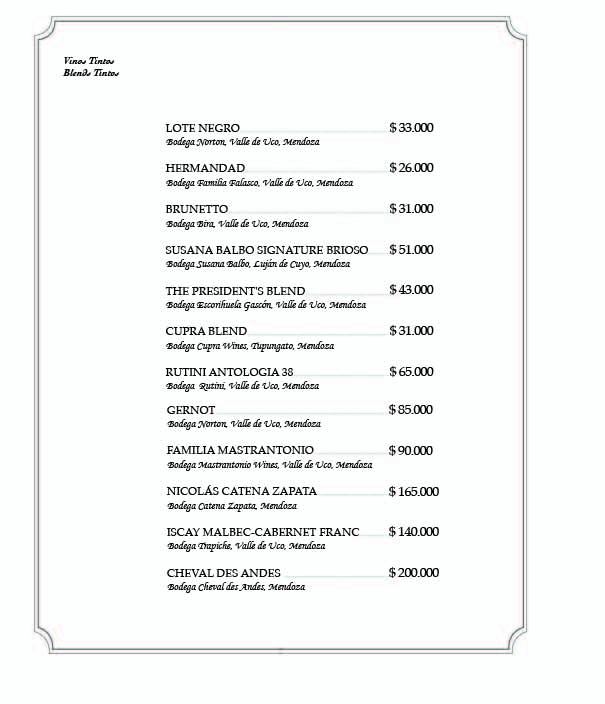 Vinos Tintos
Blends Tintos
LOTE NEGRO $ 33.000
Bodega Norton, Valle de Uco, Mendoza
HERMANDAD $ 26.000
Bodega Familia Falasco, Valle de Uco, Mendoza
BRUNETTO $ 31.000
Bodega Bira, Valle de Uco, Mendoza
SUSANA BALBO SIGNATURE BRIOSO $ 51.000
Bodega Susana Balbo, Luján de Cuyo, Mendoza
THE PRESIDENT'S BLEND $ 43.000
Bodega Escorihuela Gascón, Valle de Uco, Mendoza
CUPRA BLEND $ 31.000
Bodega Cupra Wines, Tupungato, Mendoza
RUTINI ANTOLOGIA 38 $ 65.000
Bodega Rutini, Valle de Uco, Mendoza
GERNOT $ 85.000
Bodega Norton, Valle de Uco, Mendoza
FAMILIA MASTRANTONIO $ 90.000
Bodega Mastrantonio Wines, Valle de Uco, Mendoza
NICOLÁS CATENA ZAPATA $ 165.000
Bodega Catena Zapata, Mendoza
ISCAY MALBEC-CABERNET FRANC $ 140.000
Bodega Trapiche, Valle de Uco, Mendoza
CHEVAL DES ANDES $ 200.000
Bodega Cheval des Andes, Mendoza